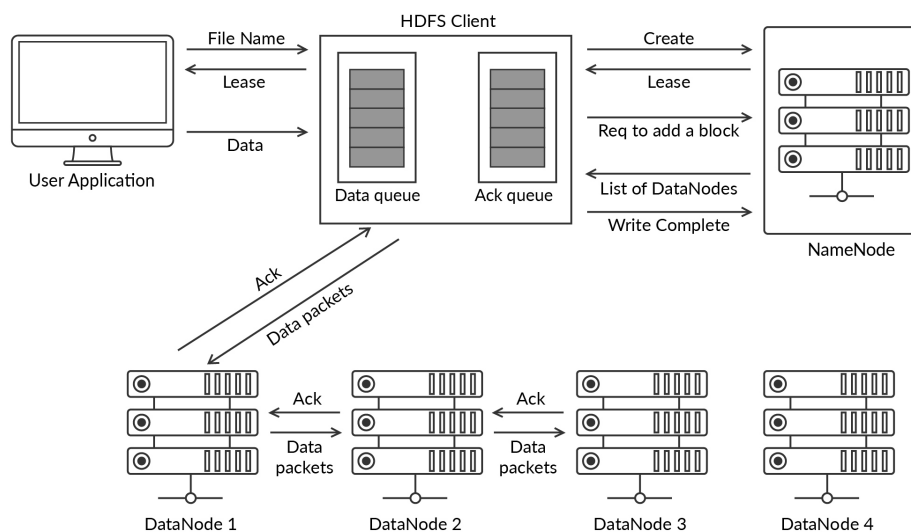 HDFS Client
File Name
Lease
Data
User Application
Data queue
Ack queue
Create
Lease
Req to add a block
List of DataNodes
Write Complete
NameNode
Ack
Data packets
Ack
Data
packets
Ack
Data
packets
DataNode 1
DataNode 2
DataNode 3
DataNode 4